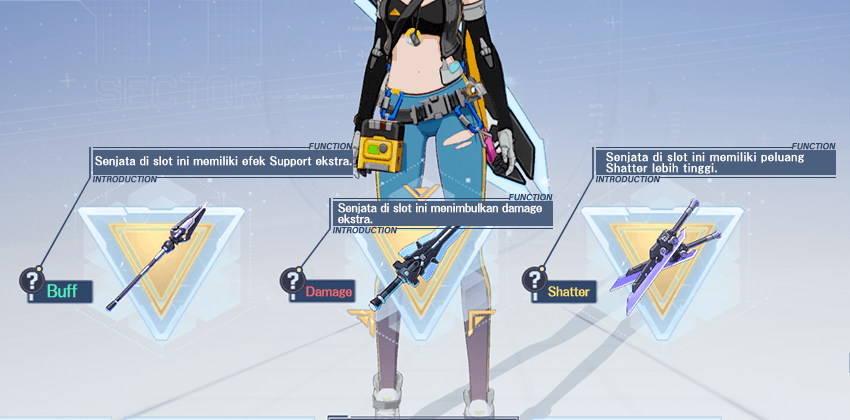 SECTOR
FUNCTION
Senjata di slot ini memiliki efek Support ekstra.
INTRODUCTION
?
Buff
FUNCTION
Senjata di slot ini menimbulkan damage
ekstra.
INTRODUCTION
?
Damage
FUNCTION
Senjata di slot ini memiliki peluang
Shatter lebih tinggi.
INTRODUCTION
?
Shatter